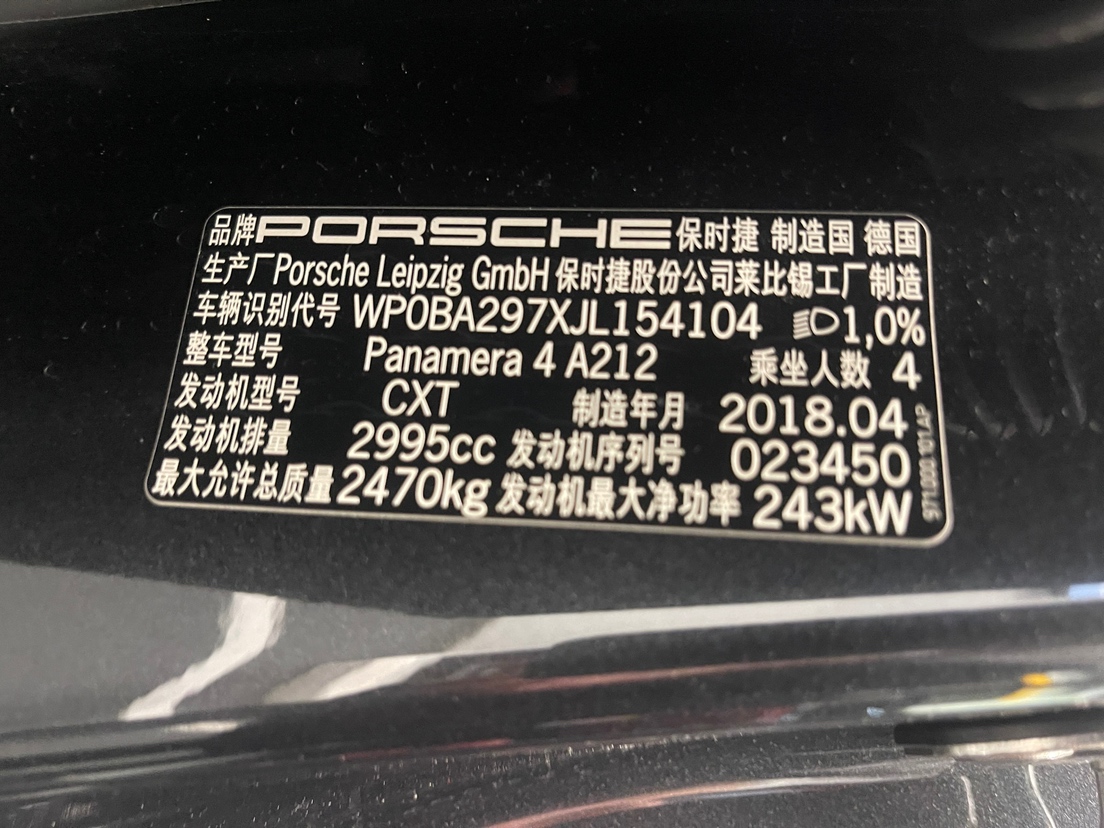 品牌PORSCHE保时捷 制造国 德国
生产厂Porsche Leipzig GmbH 保时捷股份公司莱比锡工厂制造
车辆识别代号 WP0BA297XJL154104 1,0%
整车型号 Panamera 4 A212 乘坐人数 4
发动机型号 CXT 制造年月 2018.04
发动机排量 2995cc 发动机序列号 023450
最大允许总质量 2470kg 发动机最大净功率 243kW
971.000.101.AP